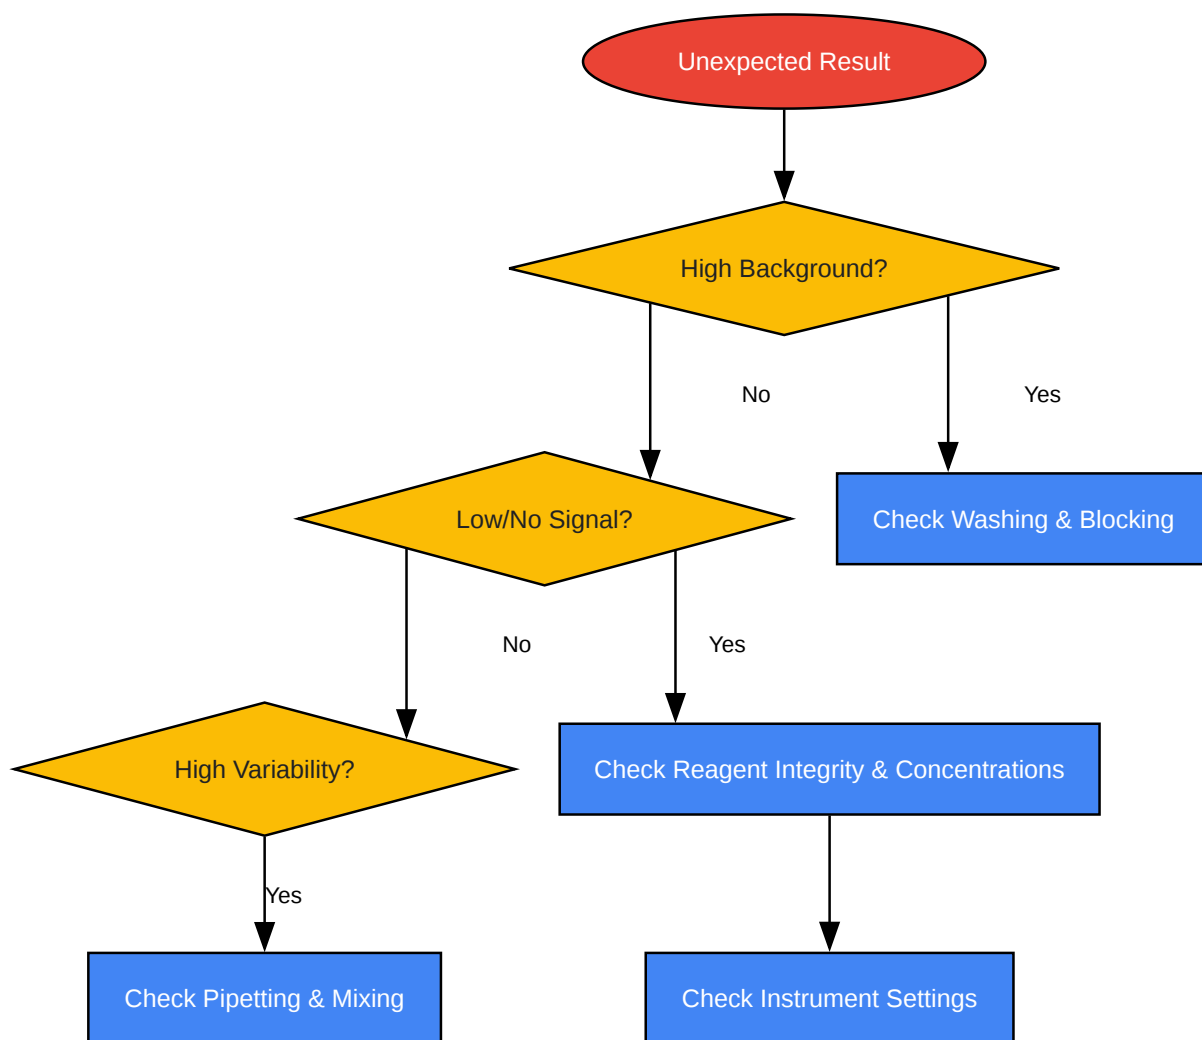 Unexpected Result
High Background?
No
Yes
Low/No Signal?
Check Washing & Blocking
No
Yes
High Variability?
Check Reagent Integrity & Concentrations
Yes
Check Pipetting & Mixing
Check Instrument Settings